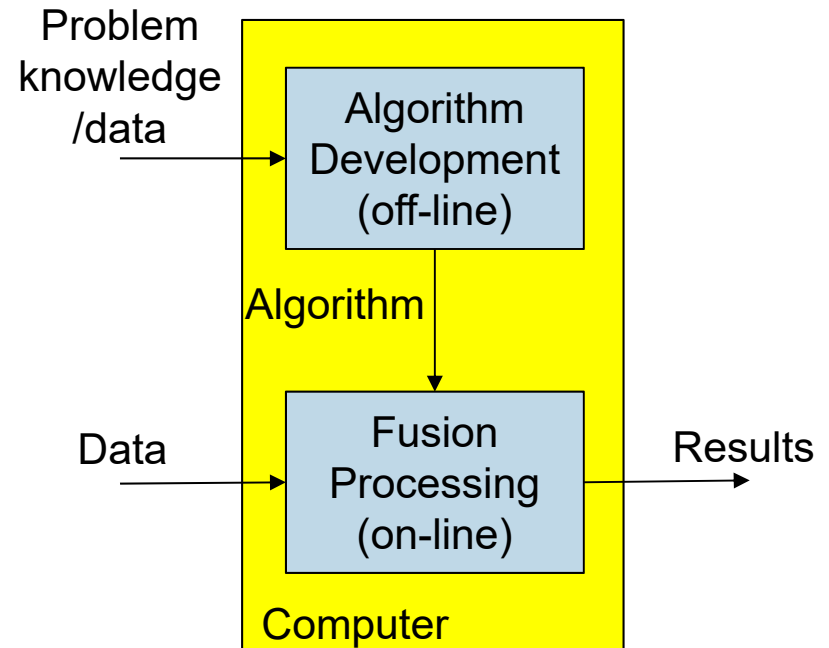 Problem
knowledge
/data
Algorithm
Development
(off-line)
Algorithm
Data
Fusion
Processing
(on-line)
Results
Computer